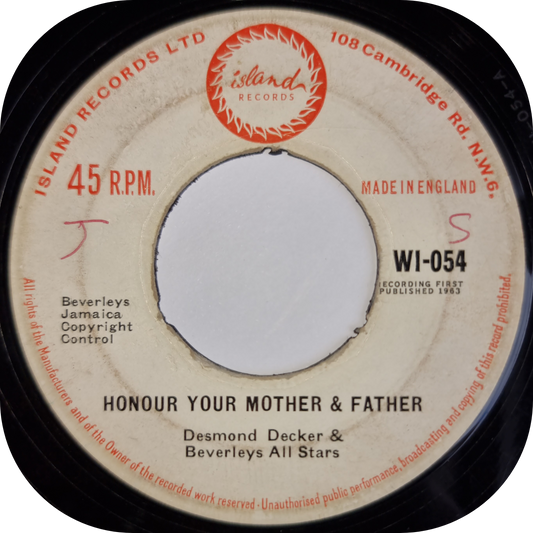 ISLAND RECORDS LTD
108 Cambridge Rd. N.W.6.
island
RECORDS
45 R.P.M.
MADE IN ENGLAND
J
S
WI-054
RECORDING FIRST
PUBLISHED 1963
Beverleys
Jamaica
Copyright
Control
HONOUR YOUR MOTHER & FATHER
Desmond Decker &
Beverleys All Stars
All rights of the Manufacturers and of the Owner of the recorded work reserved · Unauthorised public performance, broadcasting and copying of this record prohibited.